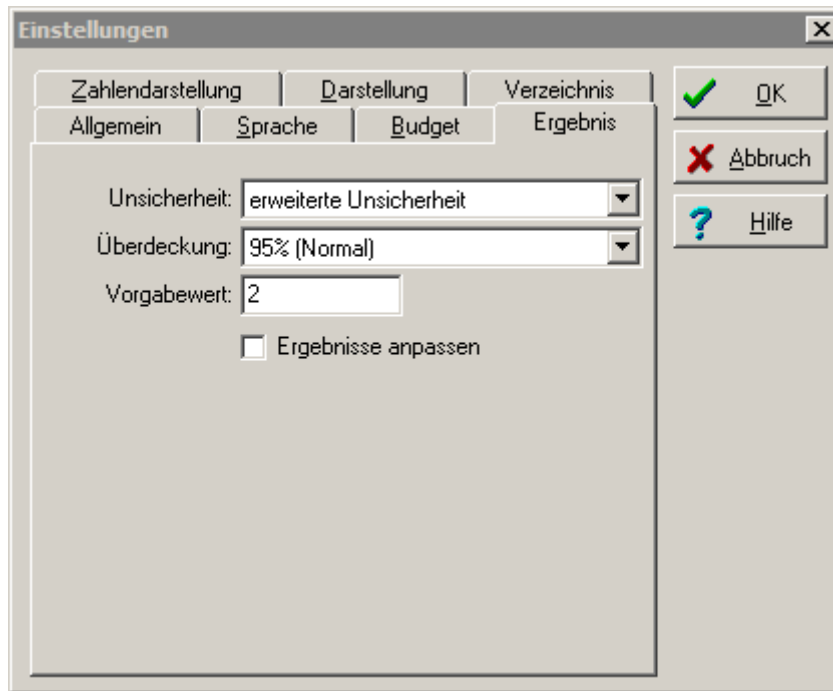 Einstellungen
Zahlendarstellung Darstellung Verzeichnis
Allgemein Sprache Budget Ergebnis
Unsicherheit: erweiterte Unsicherheit
Überdeckung: 95% (Normal)
Vorgabewert: 2
Ergebnisse anpassen
OK
Abbruch
Hilfe